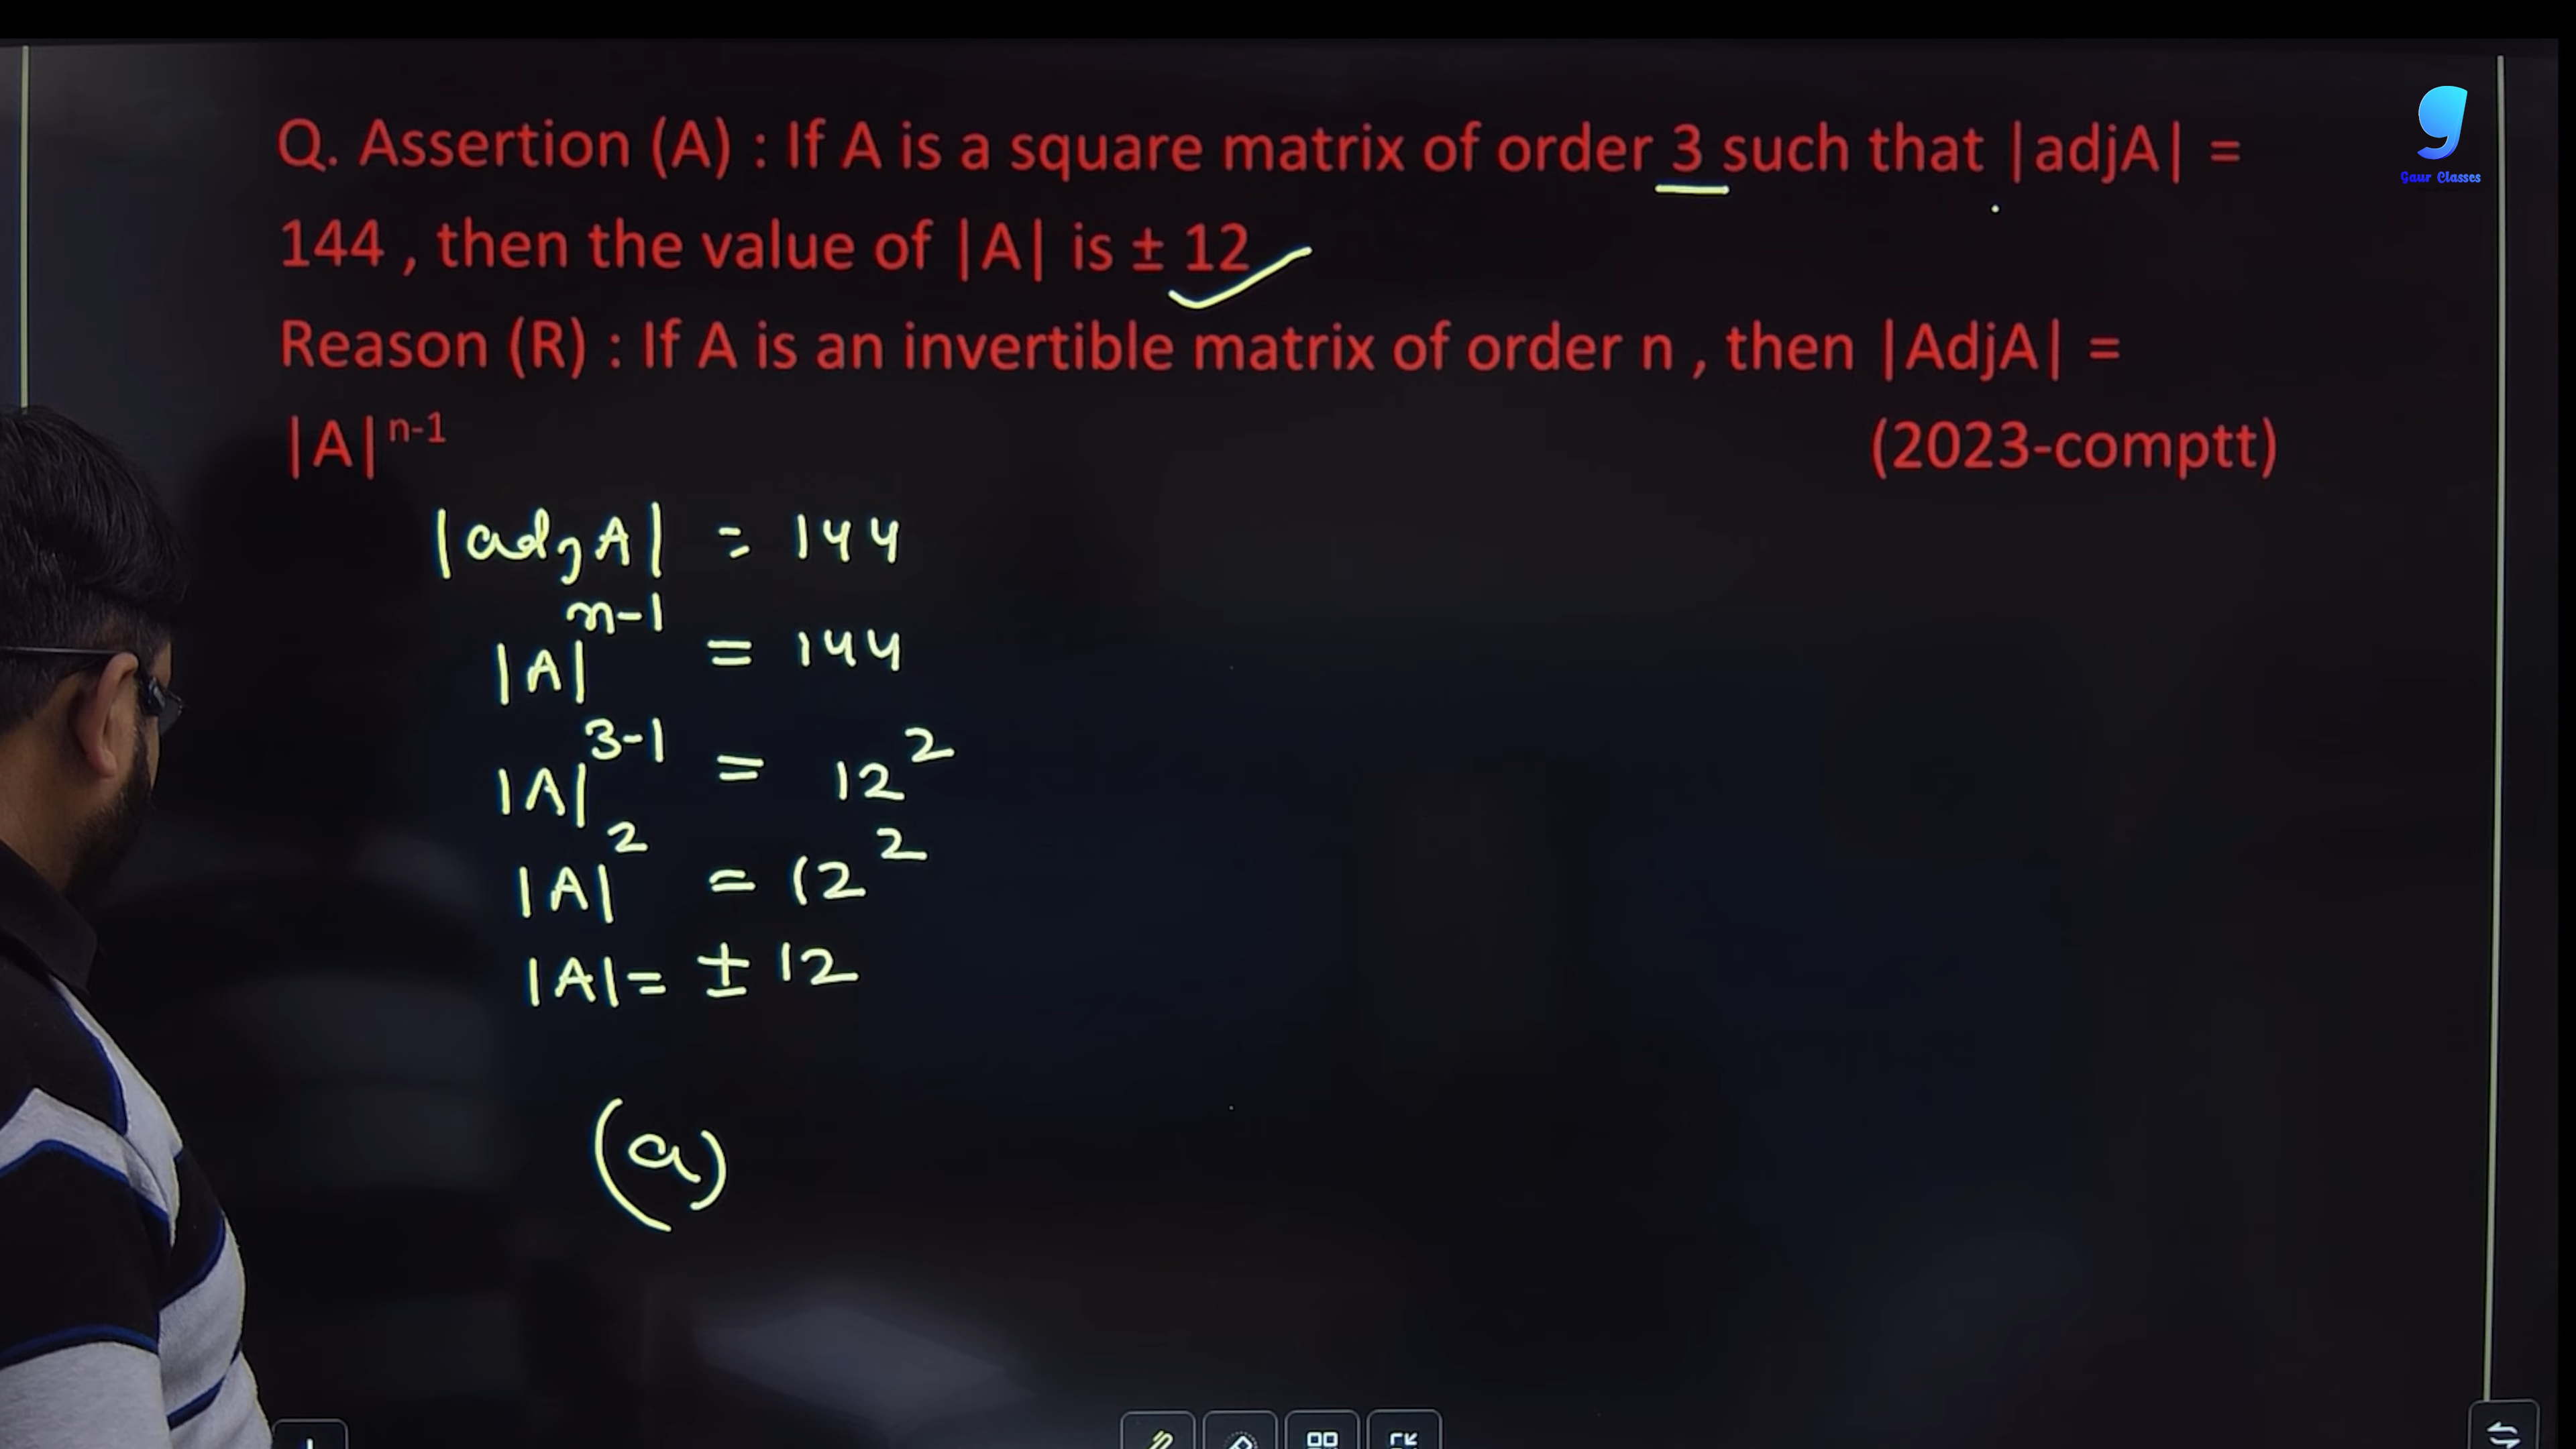 Q. Assertion (A) : If A is a square matrix of order 3 such that |adjA| =
144 , then the value of |A| is ± 12
Reason (R) : If A is an invertible matrix of order n , then |AdjA| =
|A|ⁿ⁻¹
(2023-comptt)
|adjA| = 144
|A|ⁿ⁻¹ = 144
|A|³⁻¹ = 12²
|A|² = 12²
|A| = ± 12
(a)
g
Gaur Classes